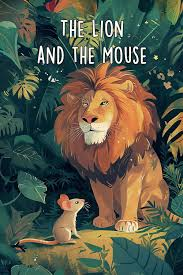 THE LION
AND THE MOUSE